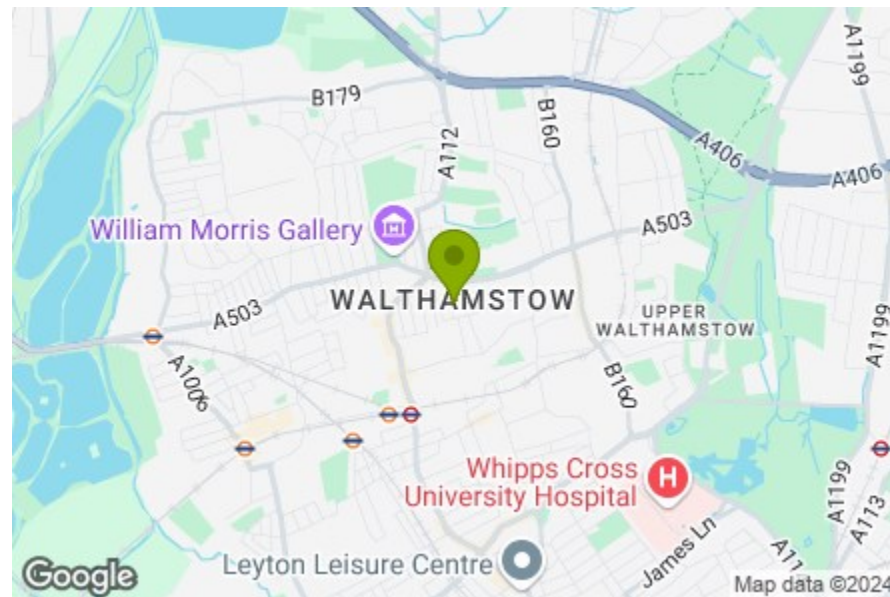 A1199
B179
B160
A112
A406
A406
William Morris Gallery
A503
WALTHAMSTOW
A503
UPPER
WALTHAMSTOW
A1199
A1006
B160
Whipps Cross
University Hospital
H
A1199
A113
James Ln
A11
Leyton Leisure Centre
Google
Map data ©2024